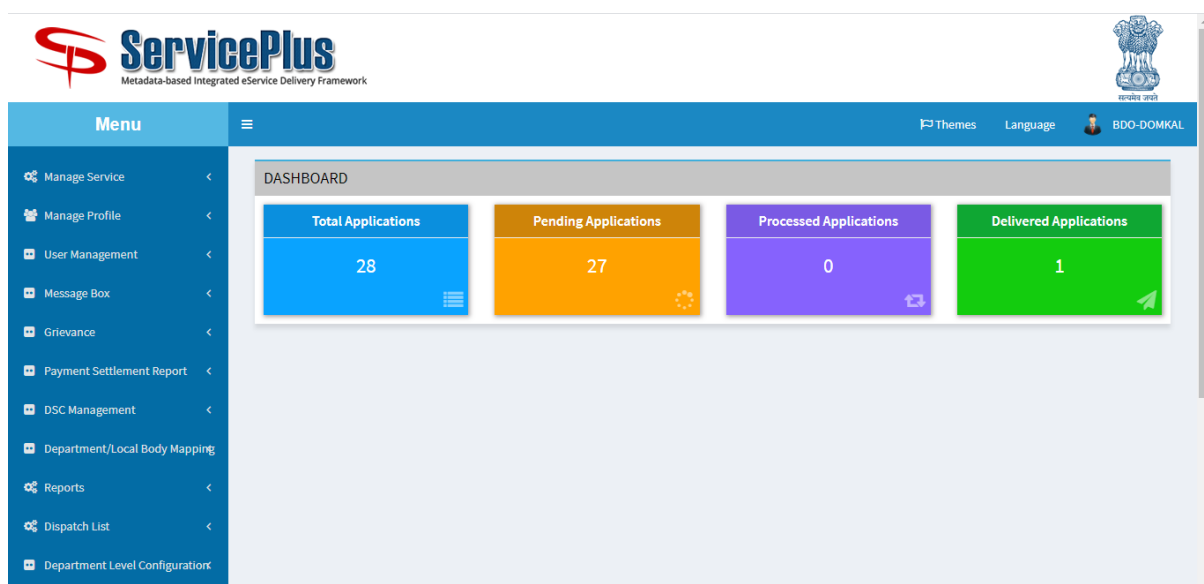 ServicePlus
Metadata-based Integrated eService Delivery Framework
सत्यमेव जयते
Menu
Themes
Language
BDO-DOMKAL
Manage Service
Manage Profile
User Management
Message Box
Grievance
Payment Settlement Report
DSC Management
Department/Local Body Mapping
Reports
Dispatch List
Department Level Configuration
DASHBOARD
Total Applications
28
Pending Applications
27
Processed Applications
0
Delivered Applications
1